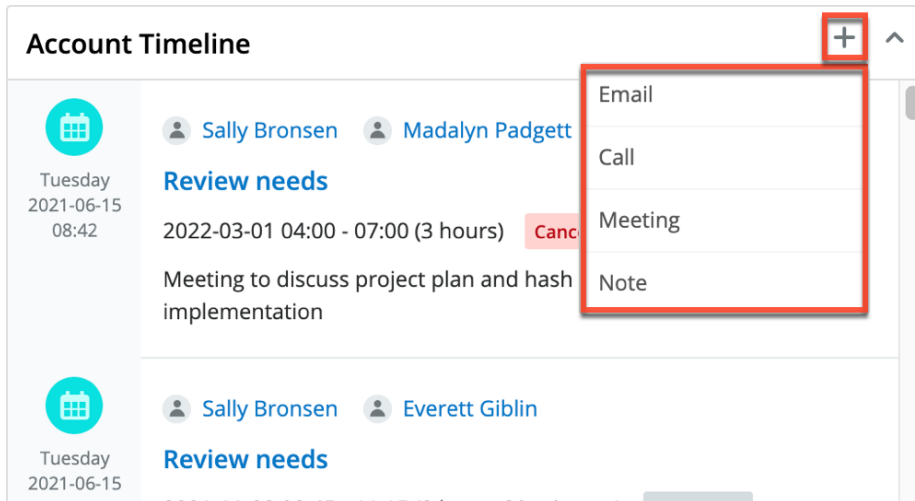 Account Timeline
Email
Call
Meeting
Note
Tuesday
2021-06-15
08:42
Sally Bronsen Madalyn Padgett
Review needs
2022-03-01 04:00 - 07:00 (3 hours)
Meeting to discuss project plan and hash
implementation
Tuesday
2021-06-15
Sally Bronsen Everett Giblin
Review needs